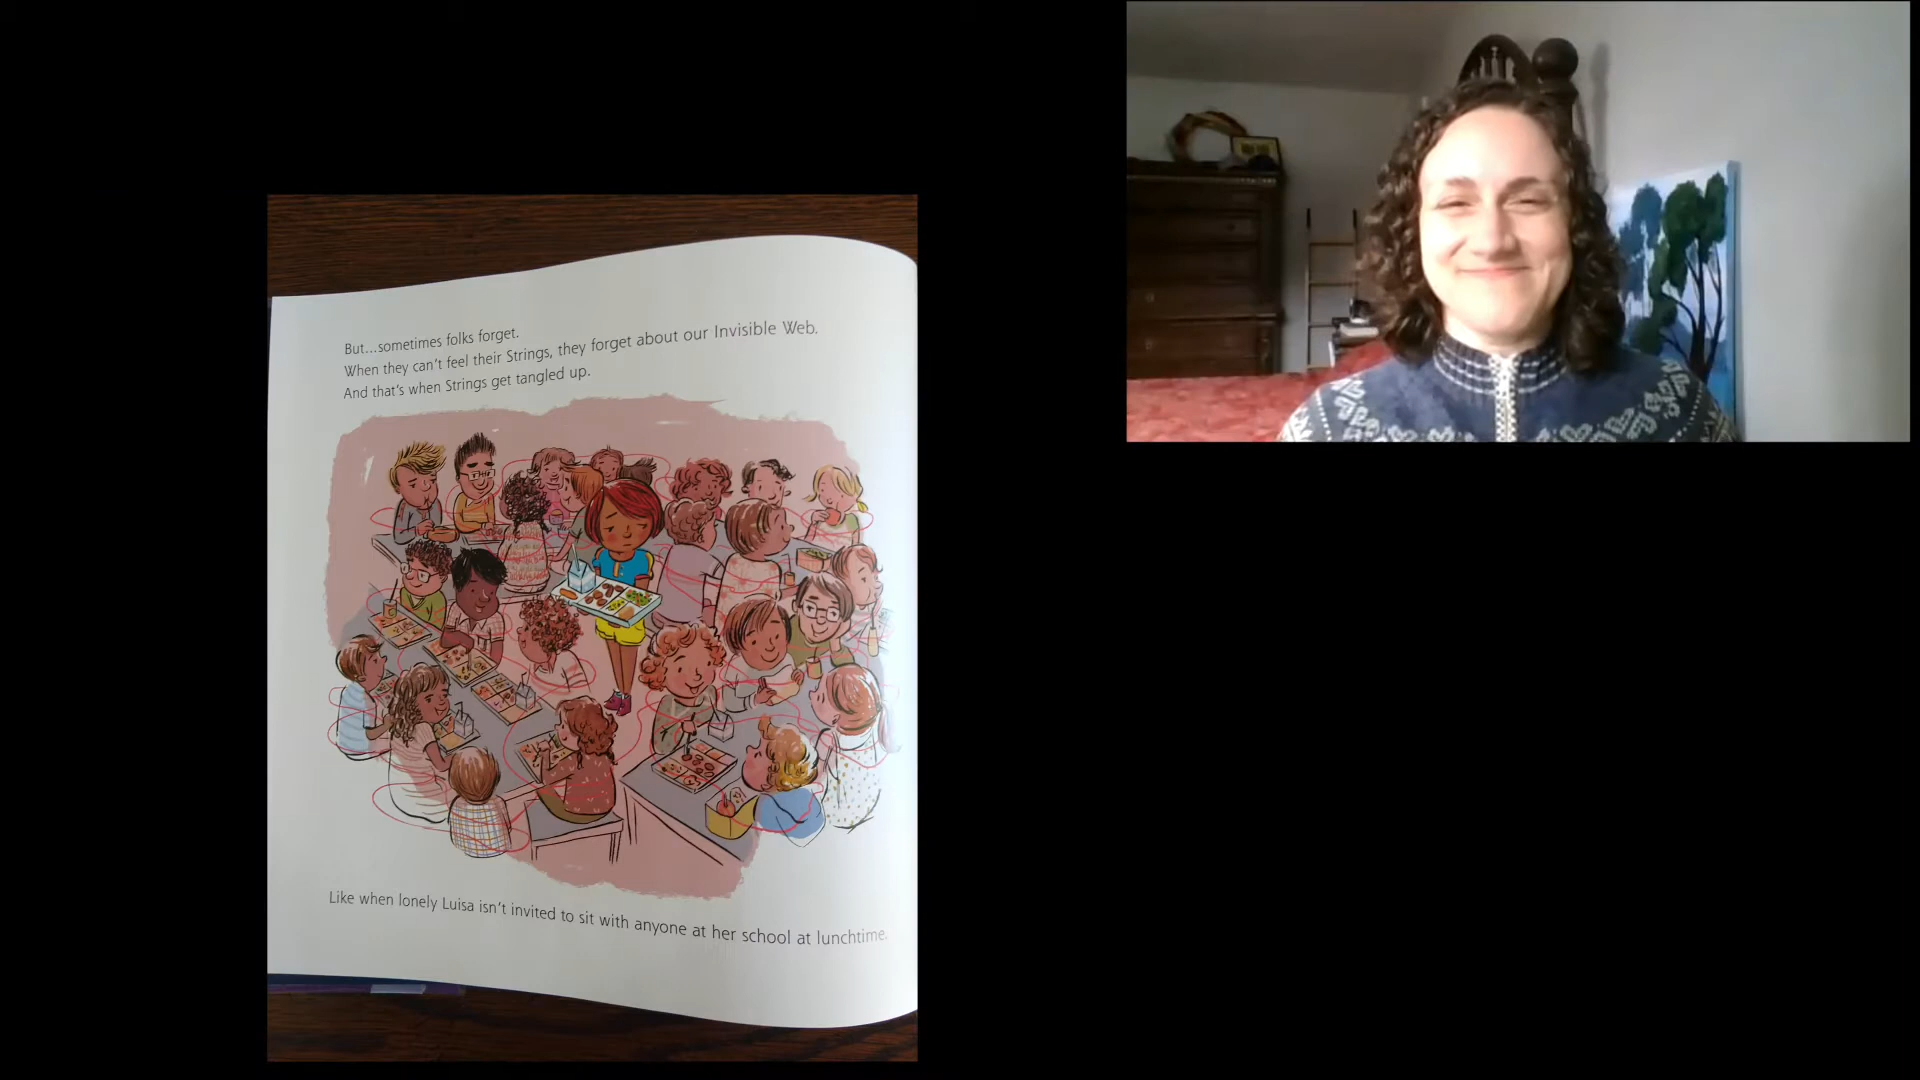 But...sometimes folks forget.
When they can't feel their Strings, they forget about our Invisible Web.
And that's when Strings get tangled up.
Like when lonely Luisa isn't invited to sit with anyone at her school at lunchtime.